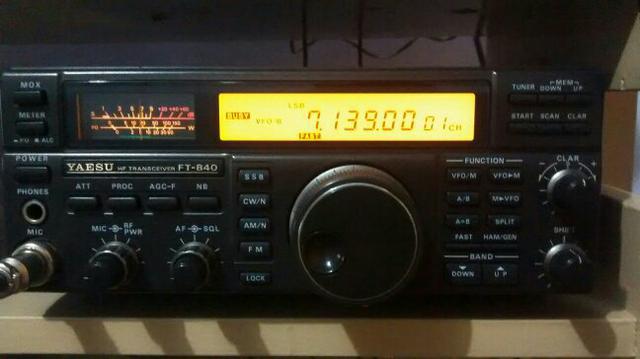 MOX
METER
PO ALC
POWER
PHONES
MIC
LSB
BUSY VFO-B 7.139.00 01 CH
FAST
YAESU HF TRANSCEIVER FT-840
ATT PROC AGC-F NB
MIC RF PWR AF SQL
SSB
CW/N
AM/N
FM
LOCK
TUNER DOWN MEM UP
START SCAN CLAR
FUNCTION
VFO/M VFO▶M
A/B M▶VFO
A=B SPLIT
FAST HAM/GEN
BAND
DOWN UP
CLAR
SHIFT